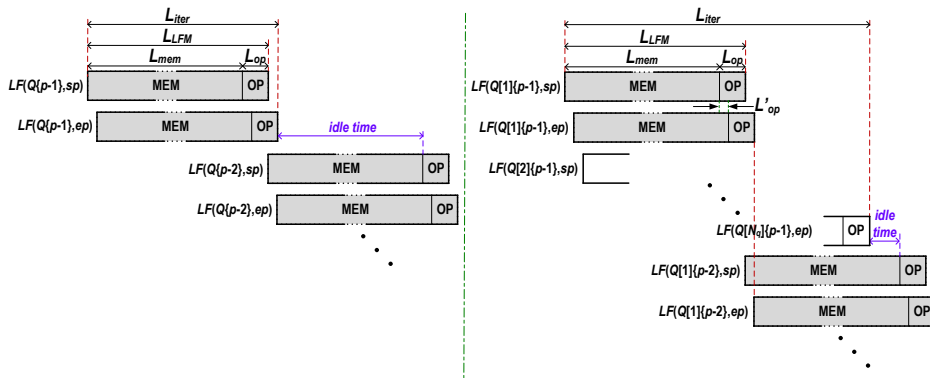 L_iter
L_LFM
L_mem
L_op
LF(Q{p-1},sp)
MEM
OP
LF(Q{p-1},ep)
MEM
OP
idle time
LF(Q{p-2},sp)
MEM
OP
LF(Q{p-2},ep)
MEM
OP
L_iter
L_LFM
L_mem
L_op
LF(Q[1]{p-1},sp)
MEM
OP
L'_op
LF(Q[1]{p-1},ep)
MEM
OP
LF(Q[2]{p-1},sp)
LF(Q[N_q]{p-1},ep)
OP
idle
time
LF(Q[1]{p-2},sp)
MEM
OP
LF(Q[1]{p-2},ep)
MEM
OP